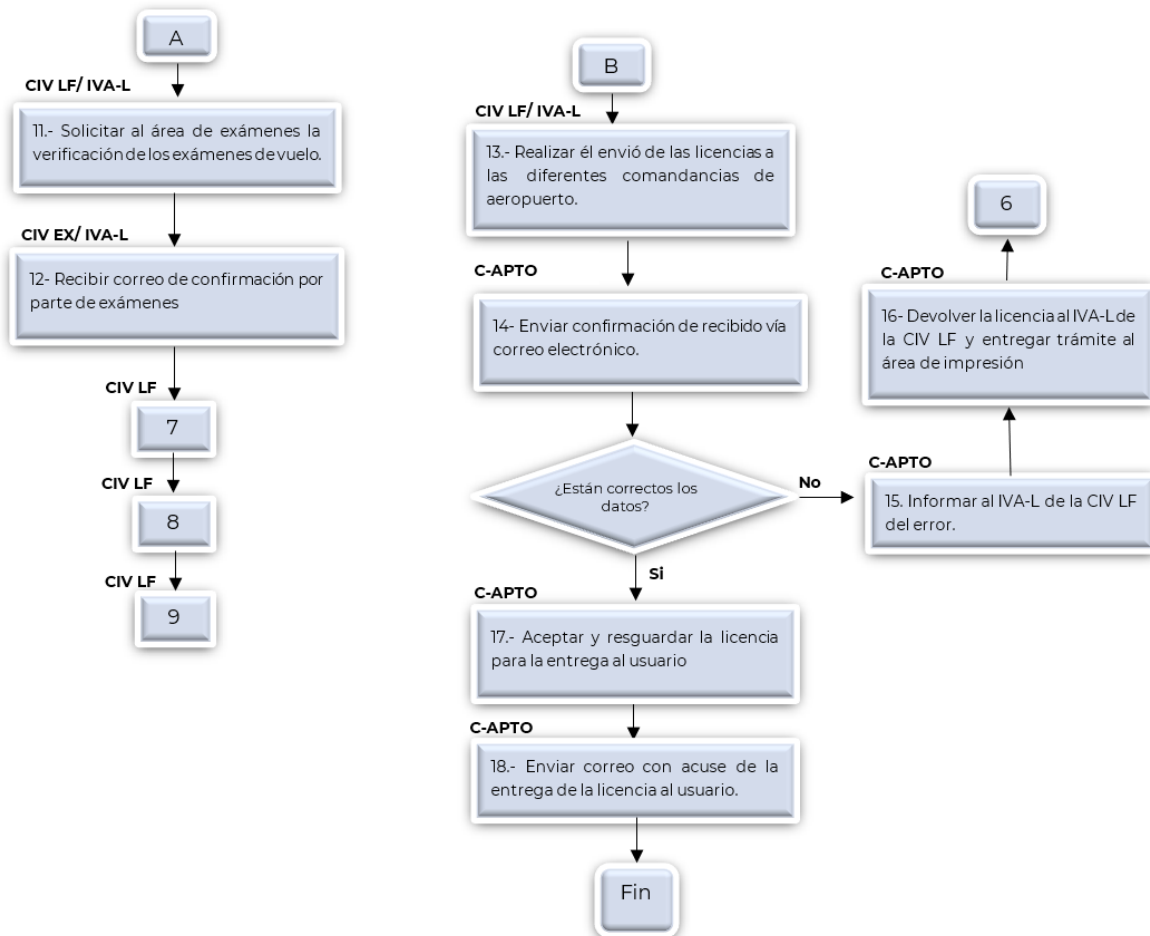 A
CIV LF/ IVA-L
11.- Solicitar al área de exámenes la
verificación de los exámenes de vuelo.
CIV EX/ IVA-L
12- Recibir correo de confirmación por
parte de exámenes
CIV LF
7
CIV LF
8
CIV LF
9
B
CIV LF/ IVA-L
13.- Realizar él envió de las licencias a
las diferentes comandancias de
aeropuerto.
C-APTO
14- Enviar confirmación de recibido vía
correo electrónico.
¿Están correctos los
datos?
No
Si
C-APTO
15. Informar al IVA-L de la CIV LF
del error.
C-APTO
16- Devolver la licencia al IVA-L de
la CIV LF y entregar trámite al
área de impresión
6
C-APTO
17.- Aceptar y resguardar la licencia
para la entrega al usuario
C-APTO
18.- Enviar correo con acuse de la
entrega de la licencia al usuario.
Fin